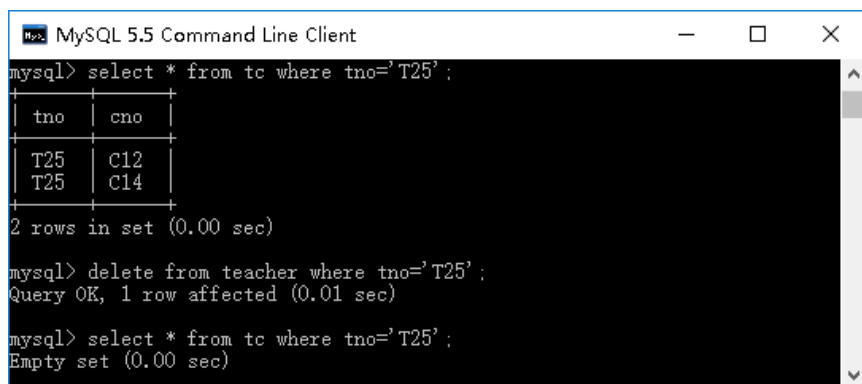 MySQL 5.5 Command Line Client
mysql> select * from tc where tno='T25';
| tno | cno |
| T25 | C12 |
| T25 | C14 |
2 rows in set (0.00 sec)
mysql> delete from teacher where tno='T25';
Query OK, 1 row affected (0.01 sec)
mysql> select * from tc where tno='T25';
Empty set (0.00 sec)